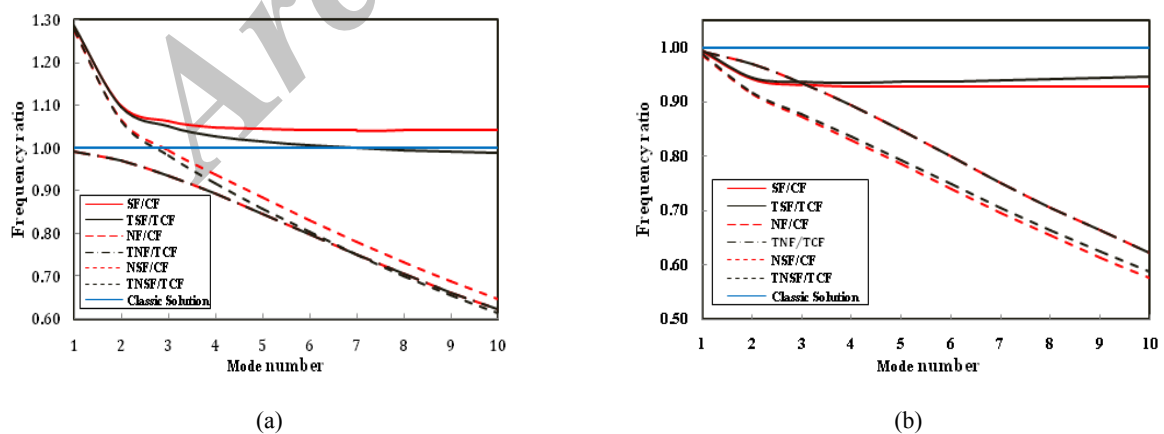 Arc
1.30
1.20
1.10
1.00
0.90
0.80
0.70
0.60
Frequency ratio
SF/CF
TSF/TCF
NF/CF
TNF/TCF
NSF/CF
TNSF/TCF
Classic Solution
1 2 3 4 5 6 7 8 9 10
Mode number
(a)
1.00
0.90
0.80
0.70
0.60
0.50
Frequency ratio
SF/CF
TSF/TCF
NF/CF
TNF/TCF
NSF/CF
TNSF/TCF
Classic Solution
1 2 3 4 5 6 7 8 9 10
Mode number
(b)